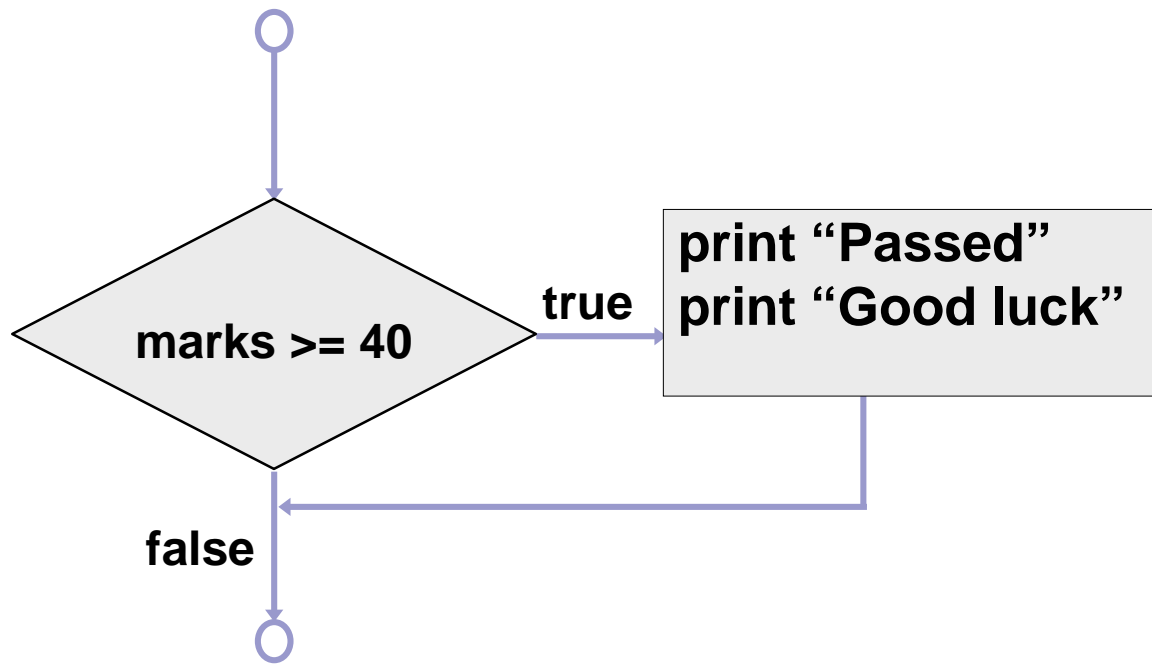 print “Passed”
true
print “Good luck”
marks >= 40
false